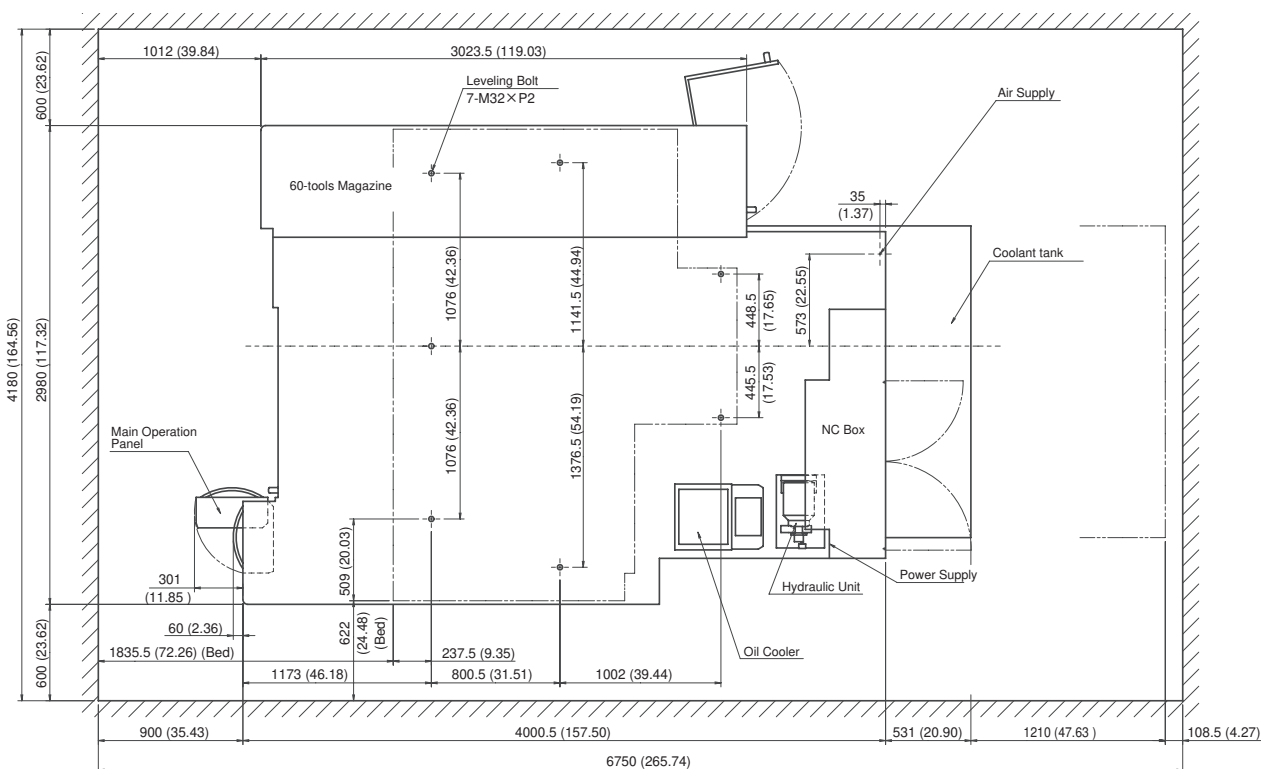 1012 (39.84)
3023.5 (119.03)
600 (23.62)
Leveling Bolt
7-M32×P2
Air Supply
60-tools Magazine
35
(1.37)
Coolant tank
1076 (42.36)
1141.5 (44.94)
448.5
(17.65)
573 (22.55)
4180 (164.56)
2980 (117.32)
445.5
(17.53)
1076 (42.36)
1376.5 (54.19)
NC Box
Main Operation
Panel
509 (20.03)
301
(11.85)
Power Supply
Hydraulic Unit
622
(24.48)
(Bed)
60 (2.36)
600 (23.62)
1835.5 (72.26) (Bed)
237.5 (9.35)
Oil Cooler
1173 (46.18)
800.5 (31.51)
1002 (39.44)
900 (35.43)
4000.5 (157.50)
531 (20.90)
1210 (47.63 )
108.5 (4.27)
6750 (265.74)